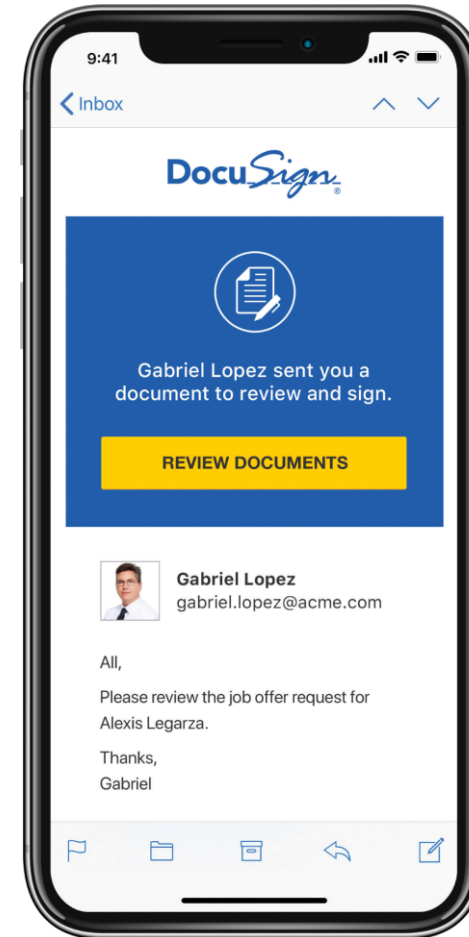 9:41
Inbox
DocuSign®
Gabriel Lopez sent you a
document to review and sign.
REVIEW DOCUMENTS
Gabriel Lopez
gabriel.lopez@acme.com
All,
Please review the job offer request for
Alexis Legarza.
Thanks,
Gabriel